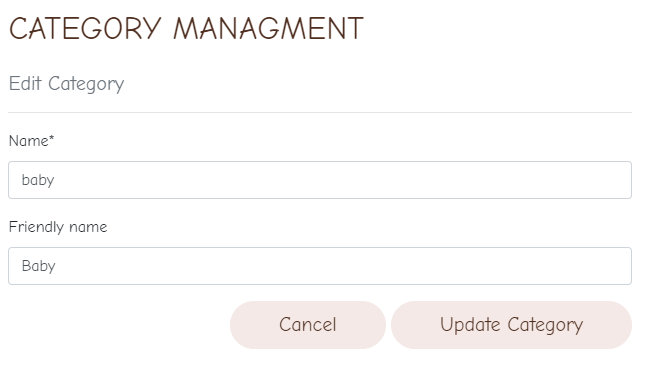 CATEGORY MANAGMENT
Edit Category
Name*
baby
Friendly name
Baby
Cancel Update Category